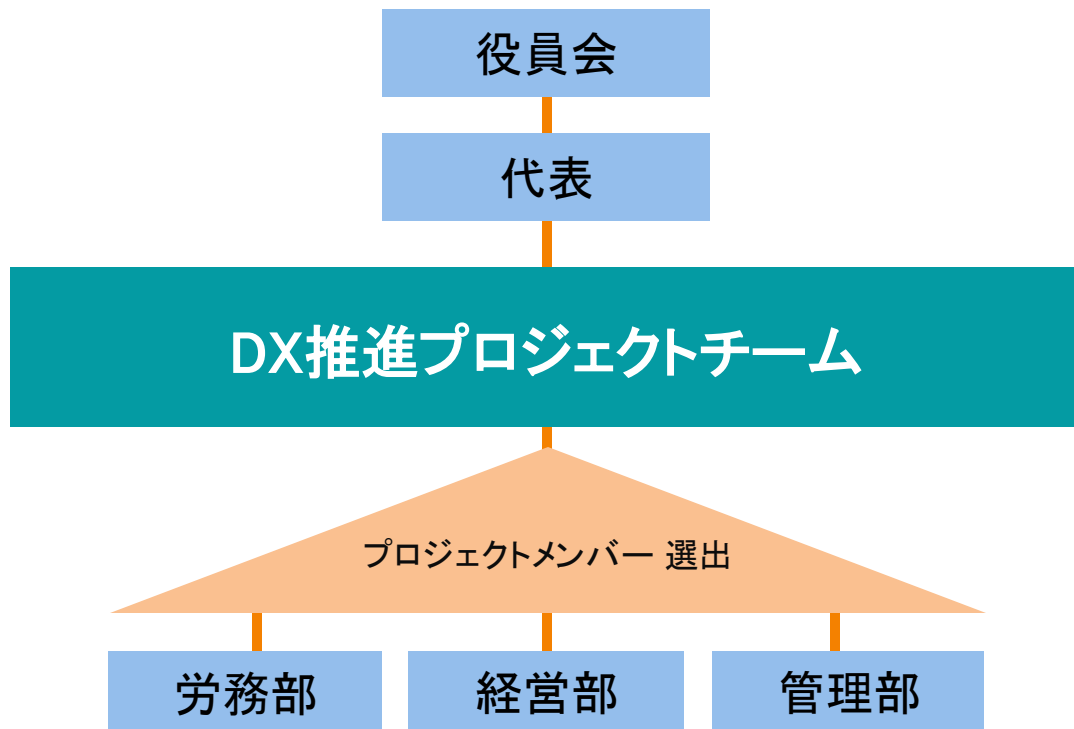 役員会
代表
DX推進プロジェクトチーム
プロジェクトメンバー 選出
労務部
経営部
管理部